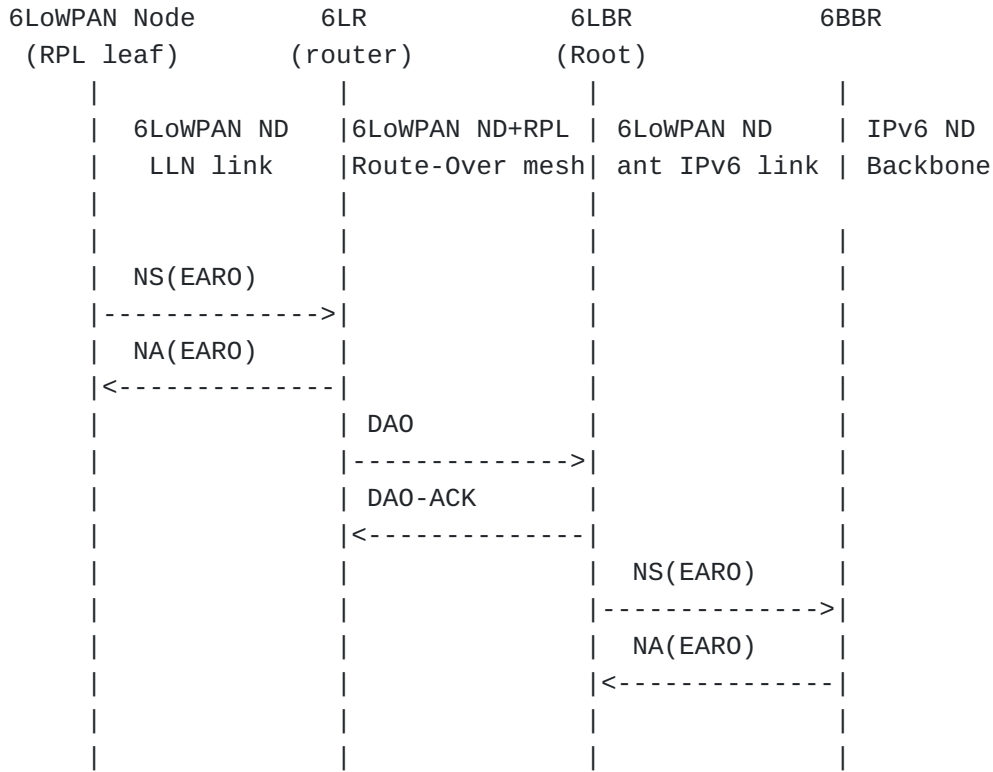 6LoWPAN Node 6LR 6LBR 6BBR
(RPL leaf) (router) (Root)
6LoWPAN ND 6LoWPAN ND+RPL 6LoWPAN ND IPv6 ND
LLN link Route-Over mesh ant IPv6 link Backbone
NS(EARO)
NA(EARO)
DAO
DAO-ACK
NS(EARO)
NA(EARO)